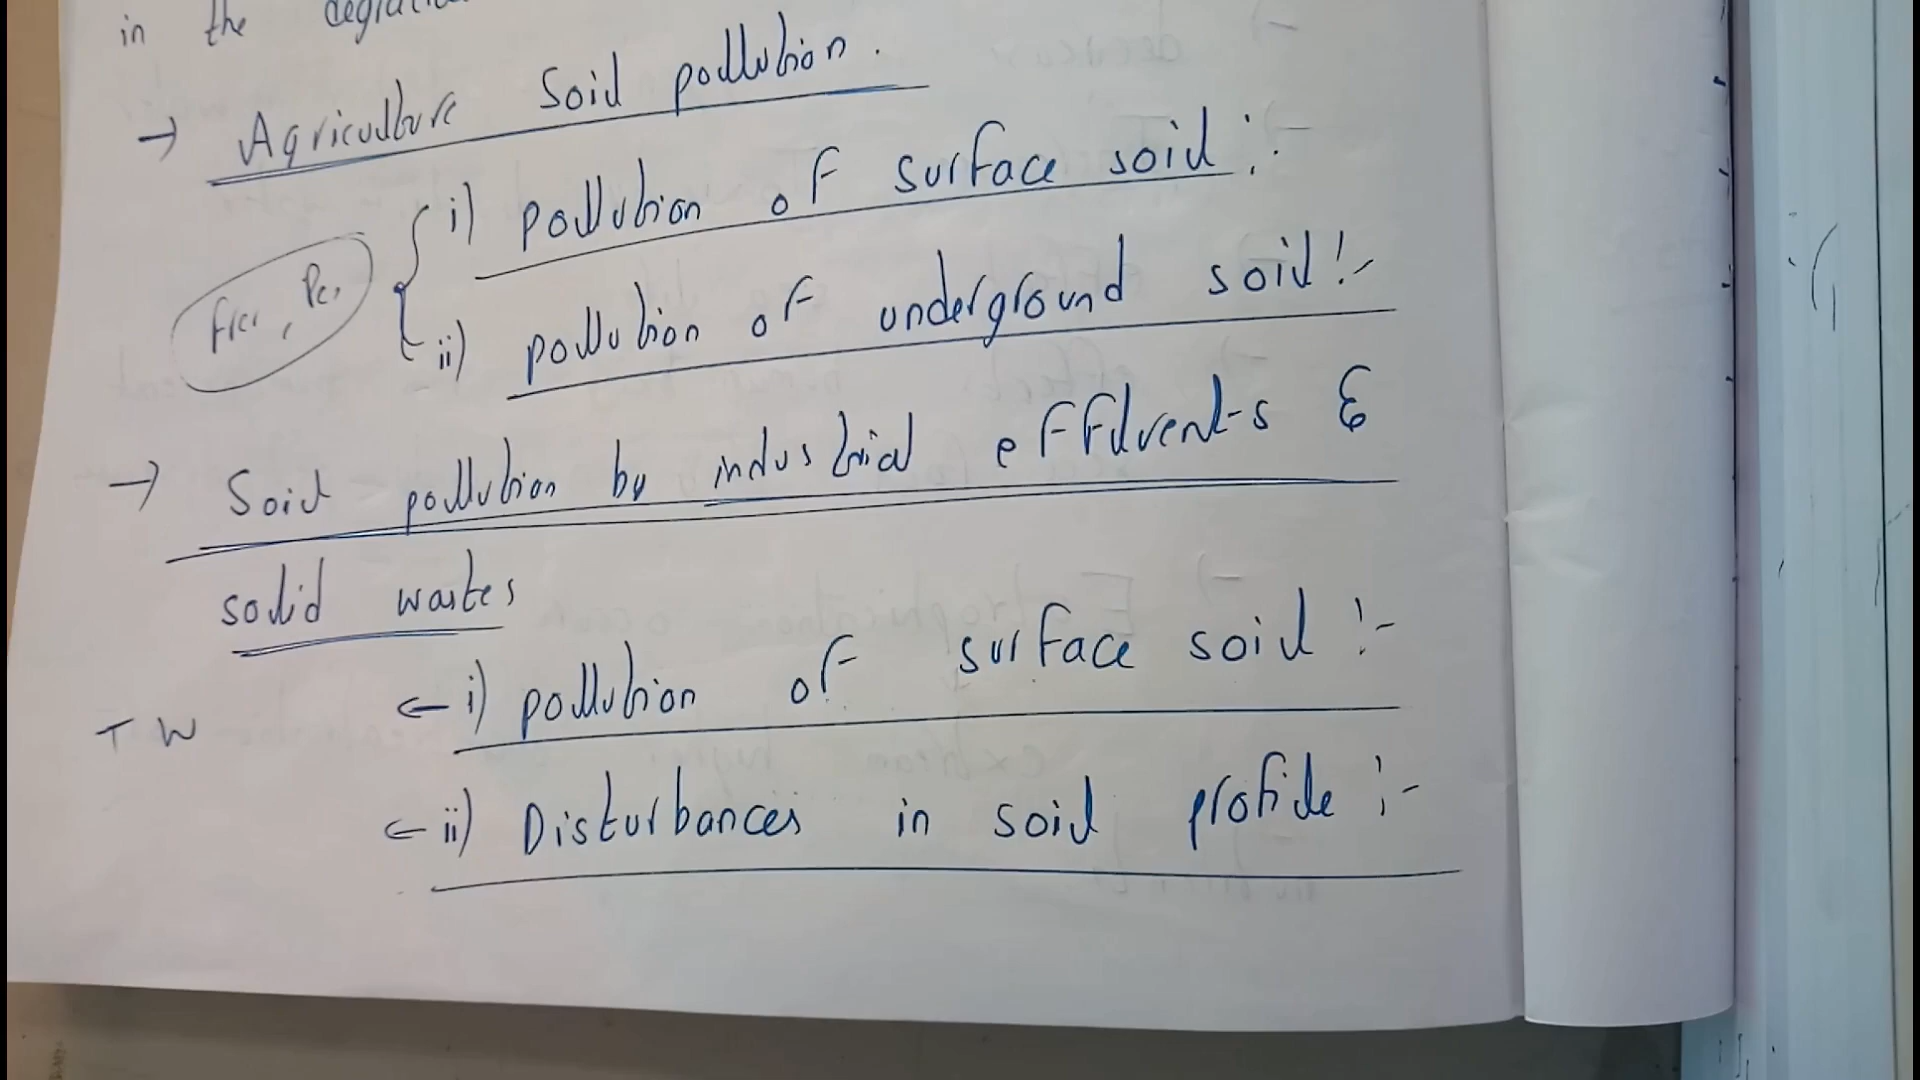 in the
→ Agriculture Soil pollution.
i) pollution of surface soil :-
ii) pollution of underground soil :-
→ Soil pollution by industrial effluents &
solid wastes
← i) pollution of surface soil :-
T W
← ii) Disturbances in soil profile :-